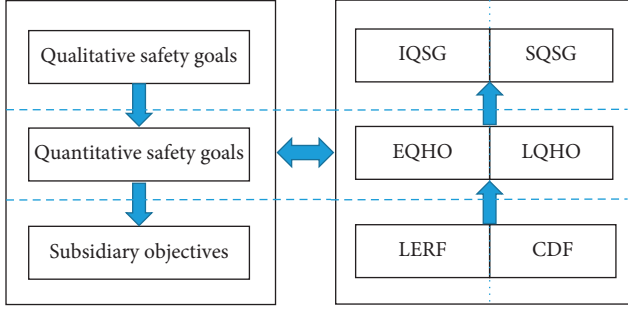 Qualitative safety goals
Quantitative safety goals
Subsidiary objectives
IQSG SQSG
EQHO LQHO
LERF CDF